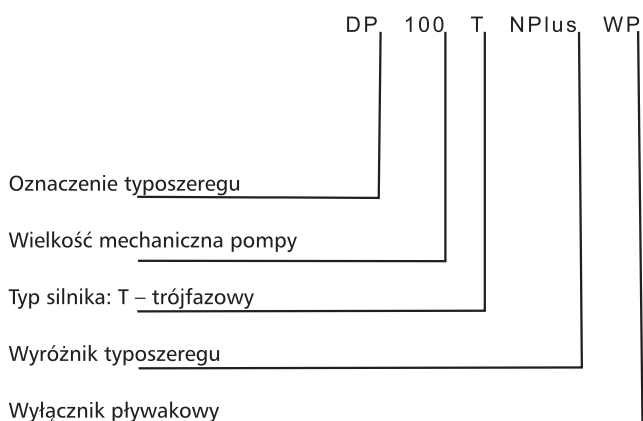 DP 100 T NPlus WP
Oznaczenie typoszeregu
Wielkość mechaniczna pompy
Typ silnika: T – trójfazowy
Wyróżnik typoszeregu
Wyłącznik pływakowy